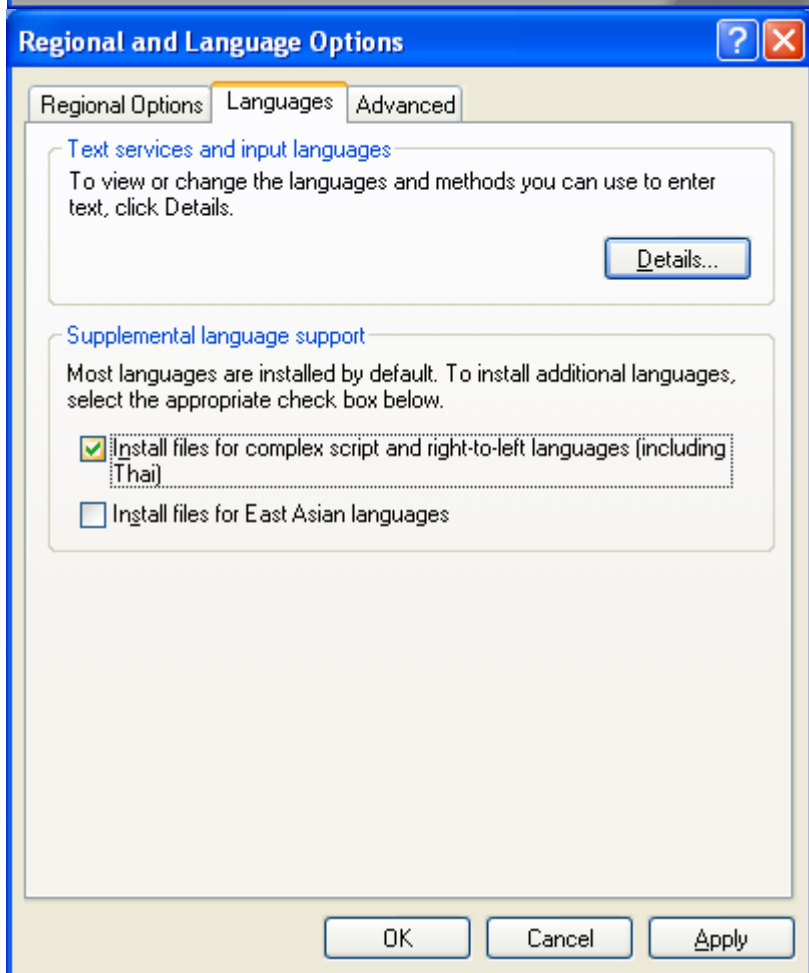 Regional and Language Options
Regional Options
Languages
Advanced
Text services and input languages
To view or change the languages and methods you can use to enter
text, click Details.
Details...
Supplemental language support
Most languages are installed by default. To install additional languages,
select the appropriate check box below.
Install files for complex script and right-to-left languages (including
Thai)
Install files for East Asian languages
OK
Cancel
Apply